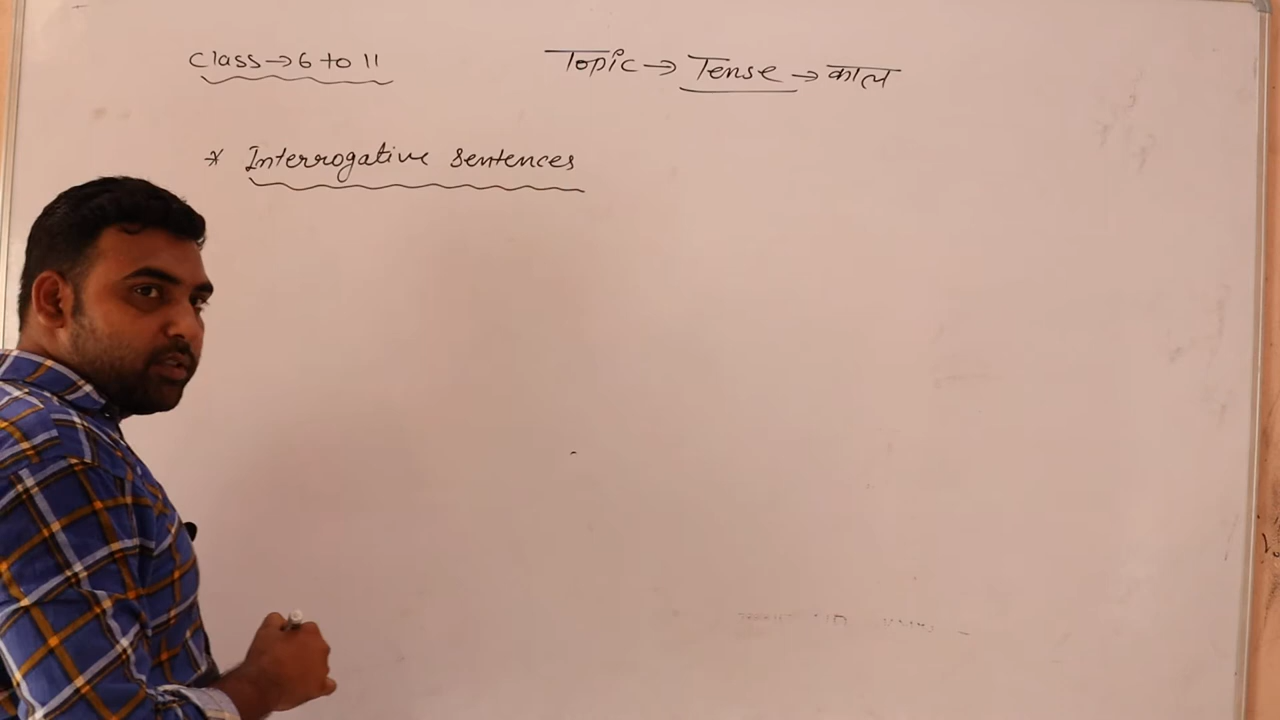 Class→6 to 11 Topic→Tense→काल
* Interrogative Sentences